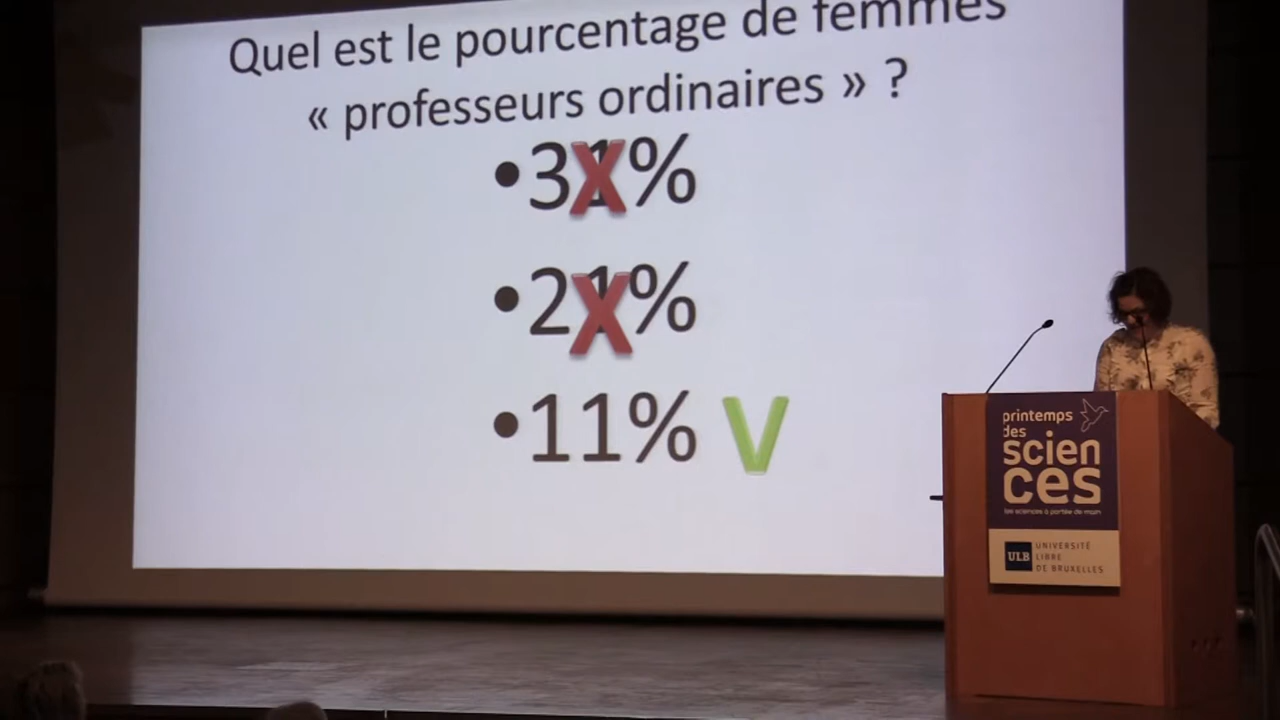 Quel est le pourcentage de femmes
« professeurs ordinaires » ?
•31%
X
•21%
X
•11% V
printemps
des
scien
ces
les sciences à portée de main
ULB UNIVERSITÉ
LIBRE
DE BRUXELLES